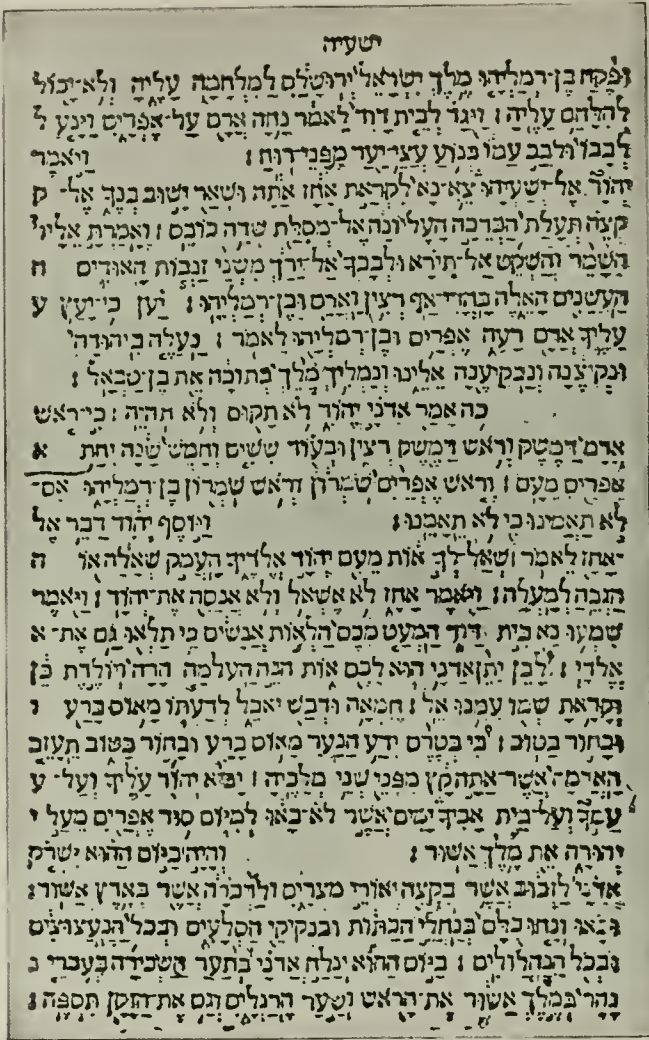 ישעיה
ופקח בן־רמליהו מלך ישראל ירושלם למלחמה עליה ולא־יכול
להלחם עליה : ויגד לבית דוד לאמר נחה ארם על־אפרים וינע ל
לבבו ולבב עמו כנוע עצי־יער מפני־רוח : ויאמר
יהוד אל־ישעיהו צא־נא לקראת אחז אתה ושאר ישוב בנך אל־ ק
קצה תעלת הברכה העליונה אל־מסלת שדה כובס : ואמרת אליו
השמר והשקט אל־תירא ולבבך אל־ירך משני זנבות האודים ה
העשנים האלה בחרי־אף רצין וארם ובן־רמליהו : יען כי־יעץ ע
עליך ארם רעה אפרים ובן־רמליהו לאמר : נעלה ביהודה
ונקיצנה ונבקיענה אלינו ונמליך מלך בתוכה את בן־טבאל :
כה אמר אדני יהוד לא תקום ולא תהיה : כי ראש
ארם דמשק וראש דמשק רצין ובעוד ששים וחמש שנה יחת א
אפרים מעם : וראש אפרים שמרון וראש שמרון בן־רמליהו אם־
לא תאמינו כי לא תאמנו : ויוסף יהוד דבר אל
־אחז לאמר : שאל־לך אות מעם יהוד אלדיך העמק שאלה או ה
הגבה למעלה : ויאמר אחז לא אשאל ולא אנסה את־יהוד : ויאמר
שמעו נא בית דוד המעט מכם הלאות אנשים כי תלאו גם את־ א
אלדי : לכן יתן אדני הוא לכם אות הנה העלמה הרה ויולדת בן
וקראת שמו עמנו אל : חמאה ודבש יאכל לדעתו מאוס ברע ו
ובחור בטוב : כי בטרם ידע הנער מאוס ברע ובחור בטוב תעזב
האדמה אשר אתה קץ מפני שני מלכיה : יביא יהוד עליך ועל־ ע
עמך ועל־בית אביך ימים אשר לא־באו למיום סור אפרים מעל י
יהודה את מלך אשור : והיה ביום ההוא ישרק
אדני לזבוב אשר בקצה יאורי מצרים ולדבורה אשר בארץ אשור :
ובאו ונחו כלם בנחלי הבתות ובנקיקי הסלעים ובכל הנעצוצים
ובכל הנהלולים : ביום ההוא יגלח אדני בתער השכירה בעברי נ
נהר במלך אשור את־הראש ושער הרגלים וגם את־הזקן תספה :